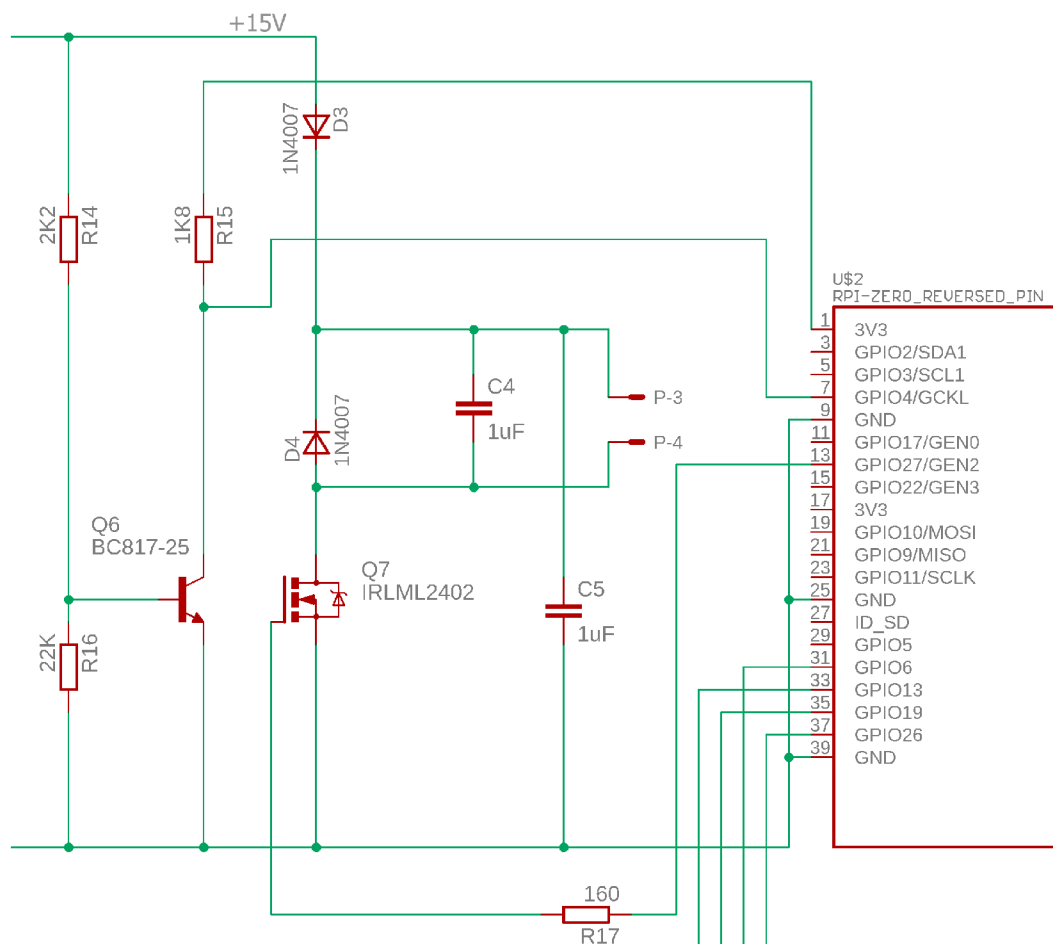 +15V
1N4007
D3
2K2
R14
1K8
R15
U$2
RPI-ZERO_REVERSED_PIN
1 3V3
3 GPIO2/SDA1
5 GPIO3/SCL1
7 GPIO4/GCKL
9 GND
11 GPIO17/GEN0
13 GPIO27/GEN2
15 GPIO22/GEN3
17 3V3
19 GPIO10/MOSI
21 GPIO9/MISO
23 GPIO11/SCLK
25 GND
27 ID_SD
29 GPIO5
31 GPIO6
33 GPIO13
35 GPIO19
37 GPIO26
39 GND
C4
1uF
P-3
P-4
D4
1N4007
Q6
BC817-25
Q7
IRLML2402
C5
1uF
22K
R16
160
R17